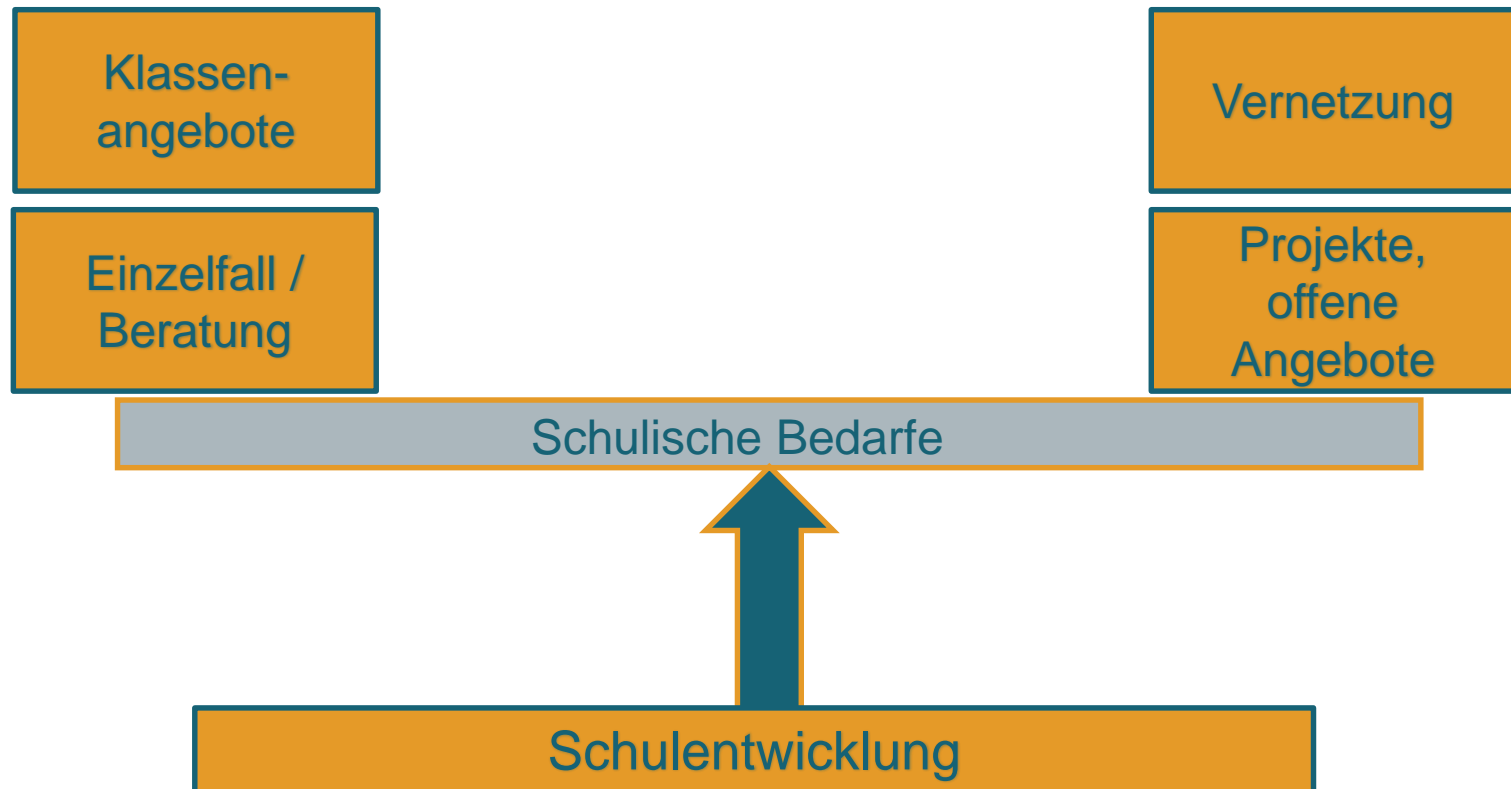 Klassen-
angebote
Vernetzung
Einzelfall /
Beratung
Projekte,
offene
Angebote
Schulische Bedarfe
Schulentwicklung